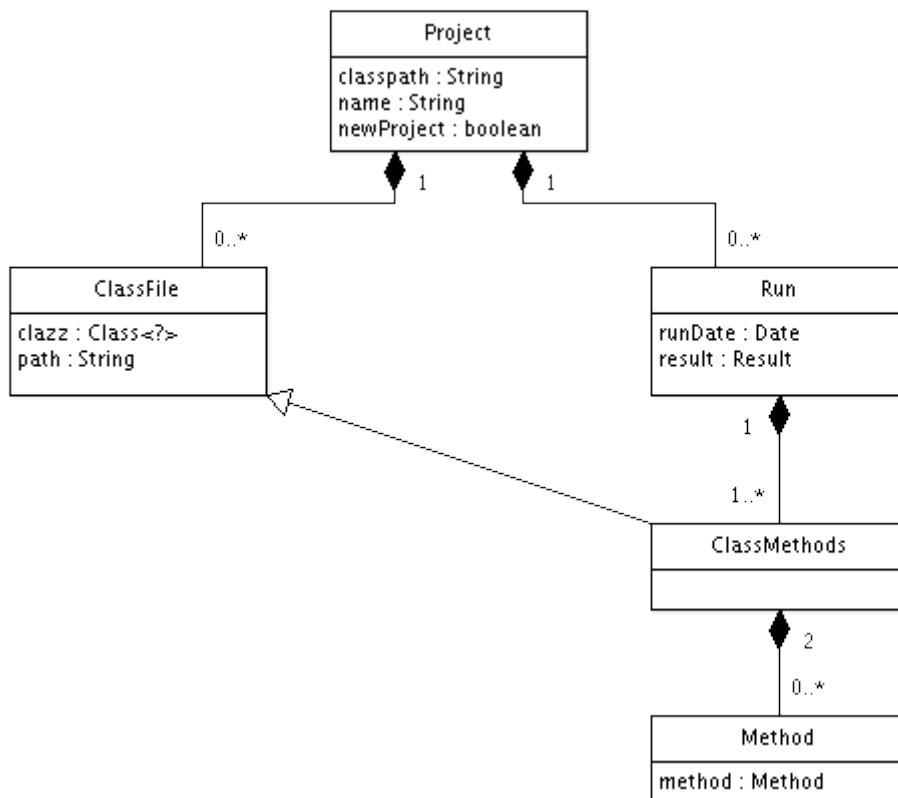 Project
classpath : String
name : String
newProject : boolean
1
1
0..*
0..*
ClassFile
clazz : Class<?>
path : String
Run
runDate : Date
result : Result
1
1..*
ClassMethods
2
0..*
Method
method : Method